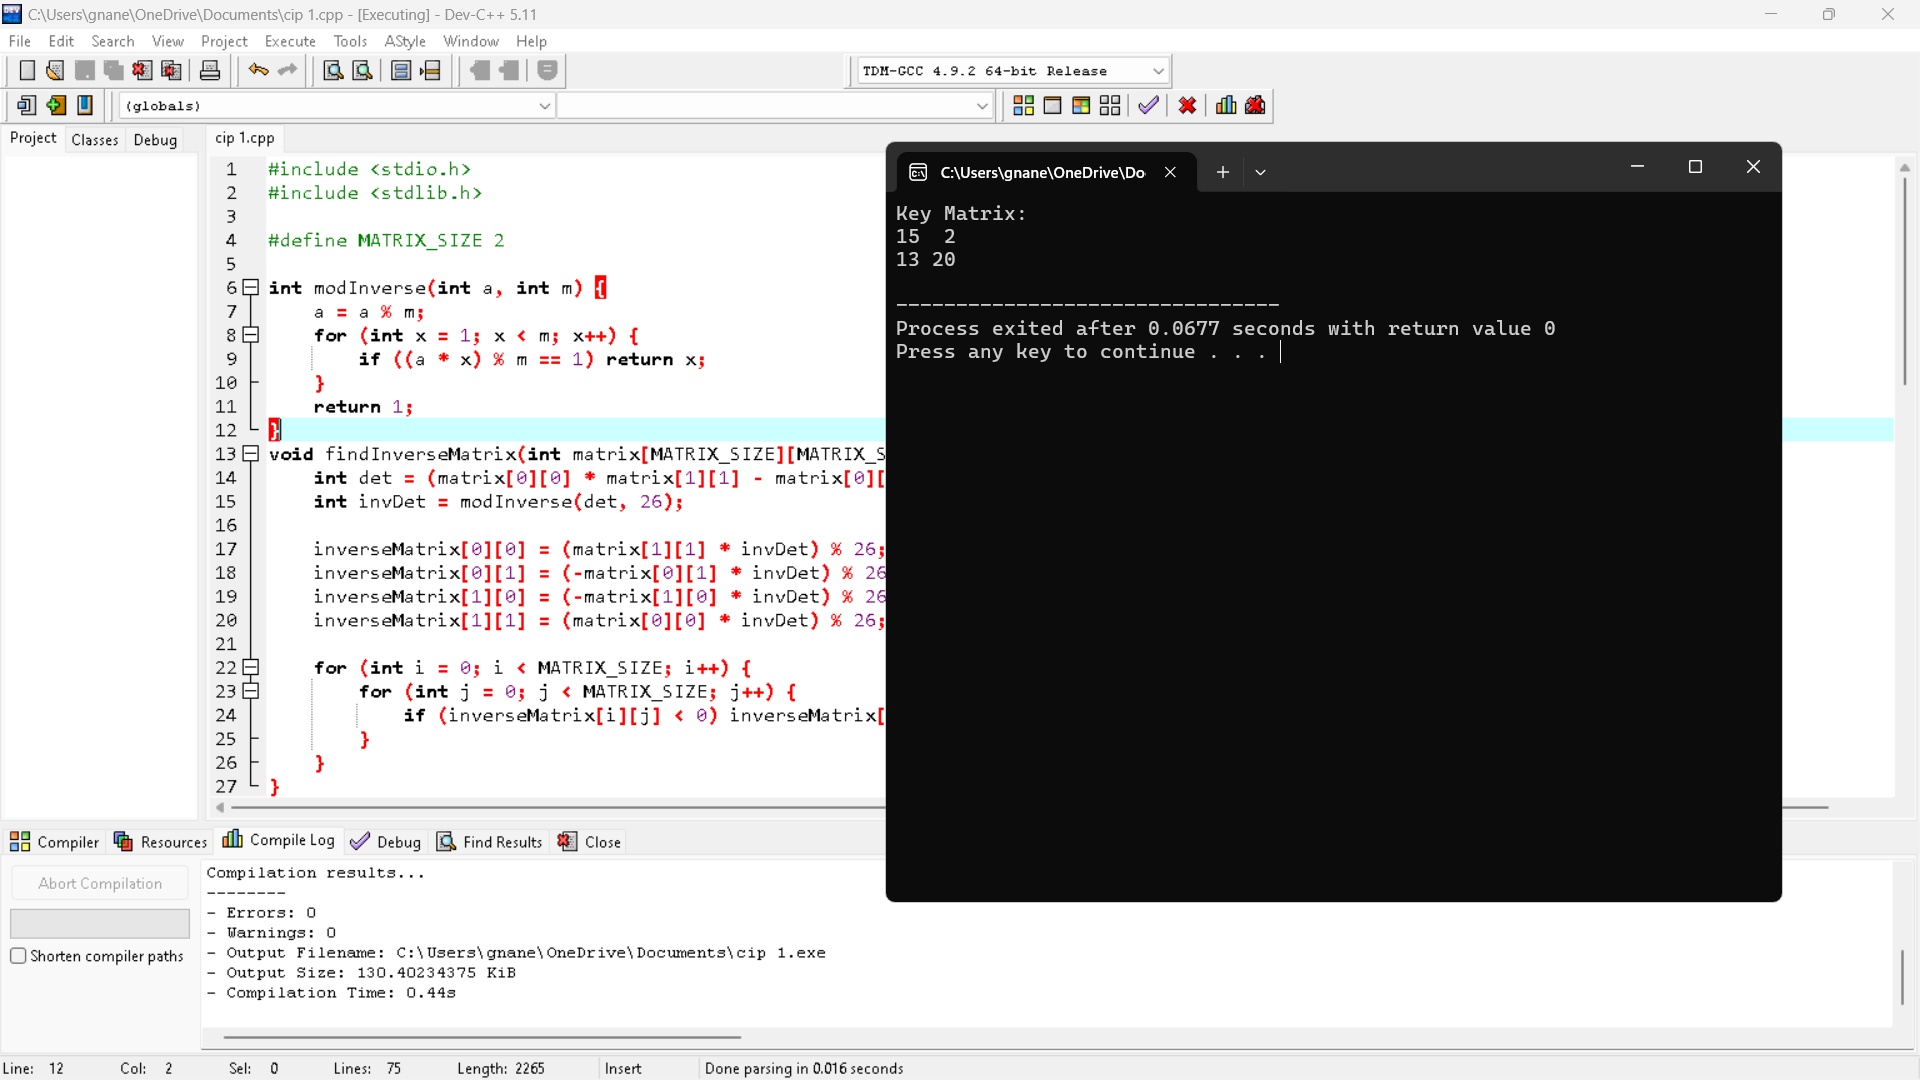 C:\Users\gnane\OneDrive\Documents\cip 1.cpp - [Executing] - Dev-C++ 5.11
File Edit Search View Project Execute Tools AStyle Window Help
TDM-GCC 4.9.2 64-bit Release
(globals)
Project Classes Debug
cip 1.cpp
1 #include <stdio.h>
2 #include <stdlib.h>
3
4 #define MATRIX_SIZE 2
5
6 int modInverse(int a, int m) {
7 a = a % m;
8 for (int x = 1; x < m; x++) {
9 if ((a * x) % m == 1) return x;
10 }
11 return 1;
12 }
13 void findInverseMatrix(int matrix[MATRIX_SIZE][MATRIX_S
14 int det = (matrix[0][0] * matrix[1][1] - matrix[0][
15 int invDet = modInverse(det, 26);
16
17 inverseMatrix[0][0] = (matrix[1][1] * invDet) % 26;
18 inverseMatrix[0][1] = (-matrix[0][1] * invDet) % 26
19 inverseMatrix[1][0] = (-matrix[1][0] * invDet) % 26
20 inverseMatrix[1][1] = (matrix[0][0] * invDet) % 26;
21
22 for (int i = 0; i < MATRIX_SIZE; i++) {
23 for (int j = 0; j < MATRIX_SIZE; j++) {
24 if (inverseMatrix[i][j] < 0) inverseMatrix[
25 }
26 }
27 }
C:\Users\gnane\OneDrive\Do
Key Matrix:
15 2
13 20
--------------------------------
Process exited after 0.0677 seconds with return value 0
Press any key to continue . . .
Compiler Resources Compile Log Debug Find Results Close
Abort Compilation
Shorten compiler paths
Compilation results...
--------
- Errors: 0
- Warnings: 0
- Output Filename: C:\Users\gnane\OneDrive\Documents\cip 1.exe
- Output Size: 130.40234375 KiB
- Compilation Time: 0.44s
Line: 12 Col: 2 Sel: 0 Lines: 75 Length: 2265 Insert Done parsing in 0.016 seconds